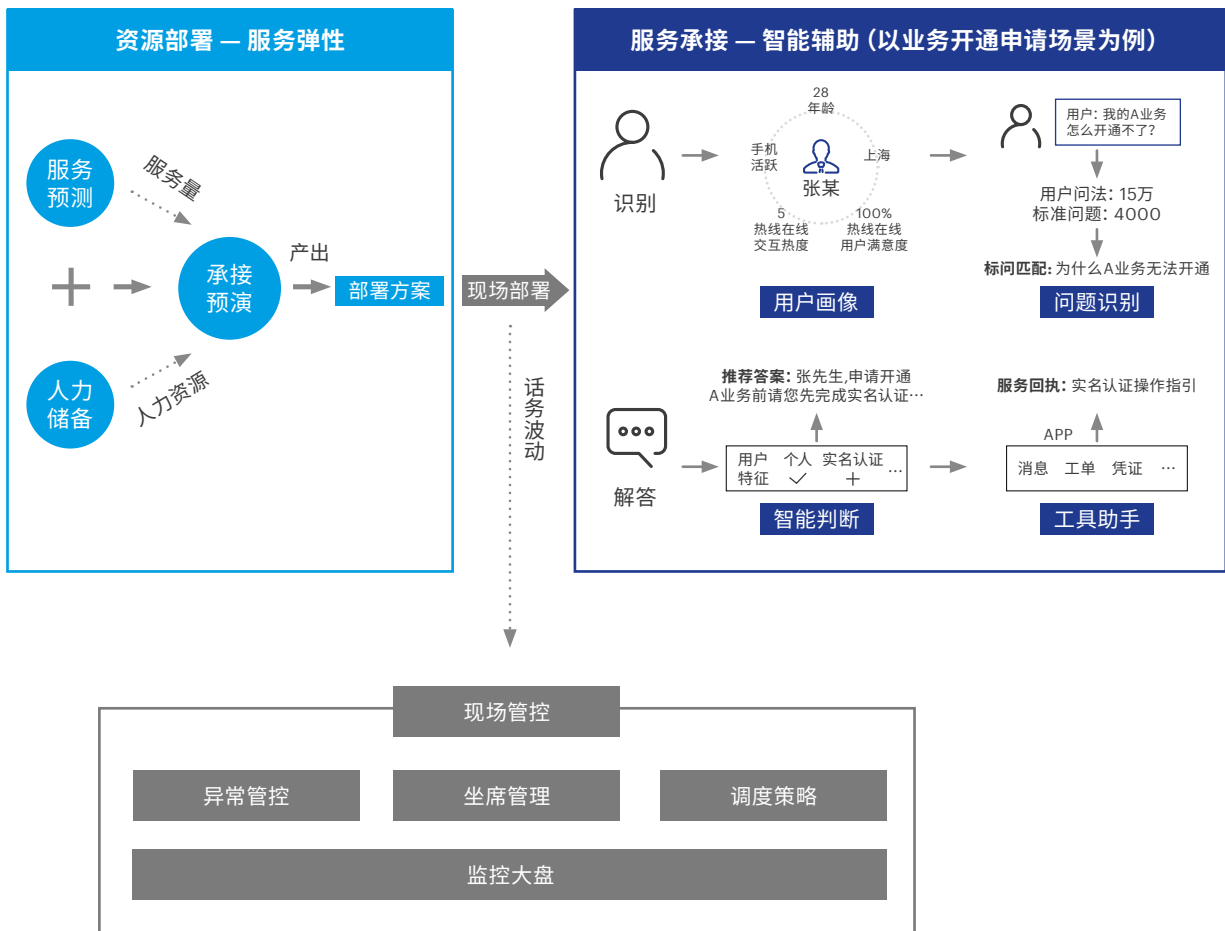 资源部署 — 服务弹性
服务预测
服务量
承接预演
人力储备
人力资源
产出
部署方案
现场部署
话务波动
服务承接 — 智能辅助（以业务开通申请场景为例）
识别
28
年龄
手机
活跃
上海
张某
5
热线在线
交互热度
100%
热线在线
用户满意度
用户画像
用户：我的A业务
怎么开通不了？
用户问法：15万
标准问题：4000
标问匹配：为什么A业务无法开通
问题识别
解答
推荐答案：张先生,申请开通
A业务前请您先完成实名认证…
用户
特征
个人
实名认证
…
智能判断
服务回执：实名认证操作指引
APP
消息 工单 凭证 …
工具助手
现场管控
异常管控
坐席管理
调度策略
监控大盘